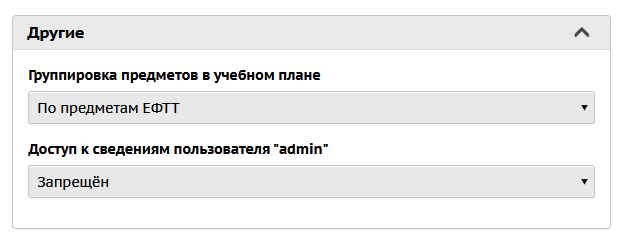 Другие
Группировка предметов в учебном плане
По предметам ЕФТТ
Доступ к сведениям пользователя "admin"
Запрещён